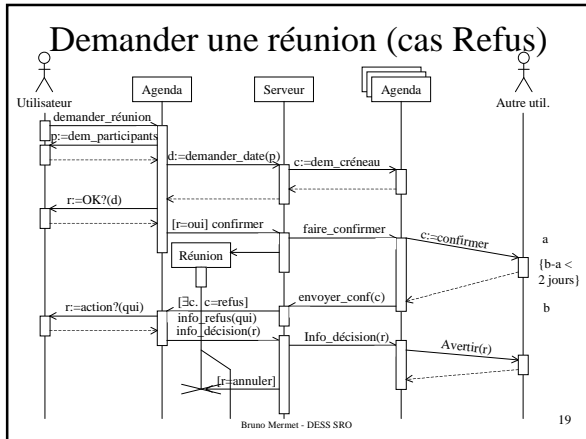 Demander une réunion (cas Refus)
Utilisateur
Agenda
Serveur
Agenda
Autre util.
demander_réunion
p:=dem_participants
d:=demander_date(p)
c:=dem_créneau
r:=OK?(d)
[r=oui] confirmer
faire_confirmer
c:=confirmer
a
{b-a <
2 jours}
Réunion
envoyer_conf(c)
b
[∃c. c=refus]
r:=action?(qui)
info_refus(qui)
info_décision(r)
Info_décision(r)
Avertir(r)
[r=annuler]
Bruno Mermet - DESS SRO
19